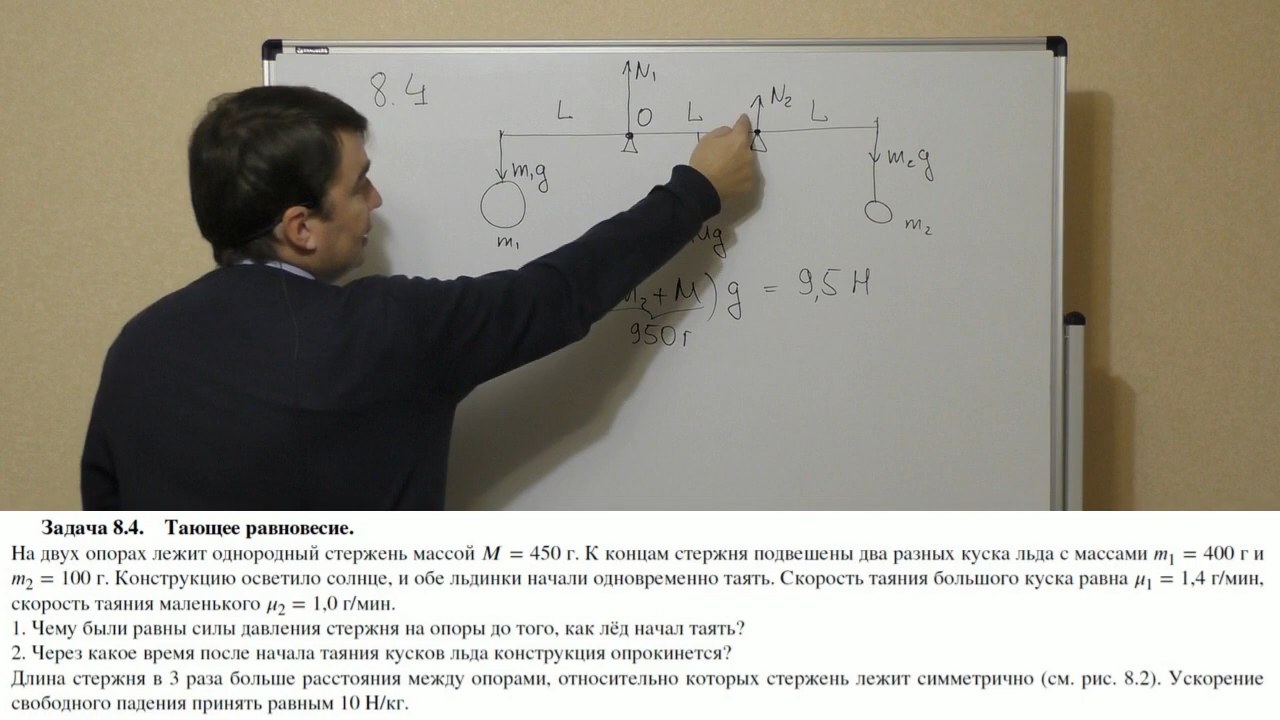 8.4
N₁
L
O
L
N₂
L
m₁g
m₂g
m₁
m₂
Mg
m₂ + M) g = 9,5 Н
950 г
Задача 8.4. Тающее равновесие.
На двух опорах лежит однородный стержень массой M = 450 г. К концам стержня подвешены два разных куска льда с массами m₁ = 400 г и
m₂ = 100 г. Конструкцию осветило солнце, и обе льдинки начали одновременно таять. Скорость таяния большого куска равна μ₁ = 1,4 г/мин,
скорость таяния маленького μ₂ = 1,0 г/мин.
1. Чему были равны силы давления стержня на опоры до того, как лёд начал таять?
2. Через какое время после начала таяния кусков льда конструкция опрокинется?
Длина стержня в 3 раза больше расстояния между опорами, относительно которых стержень лежит симметрично (см. рис. 8.2). Ускорение
свободного падения принять равным 10 Н/кг.